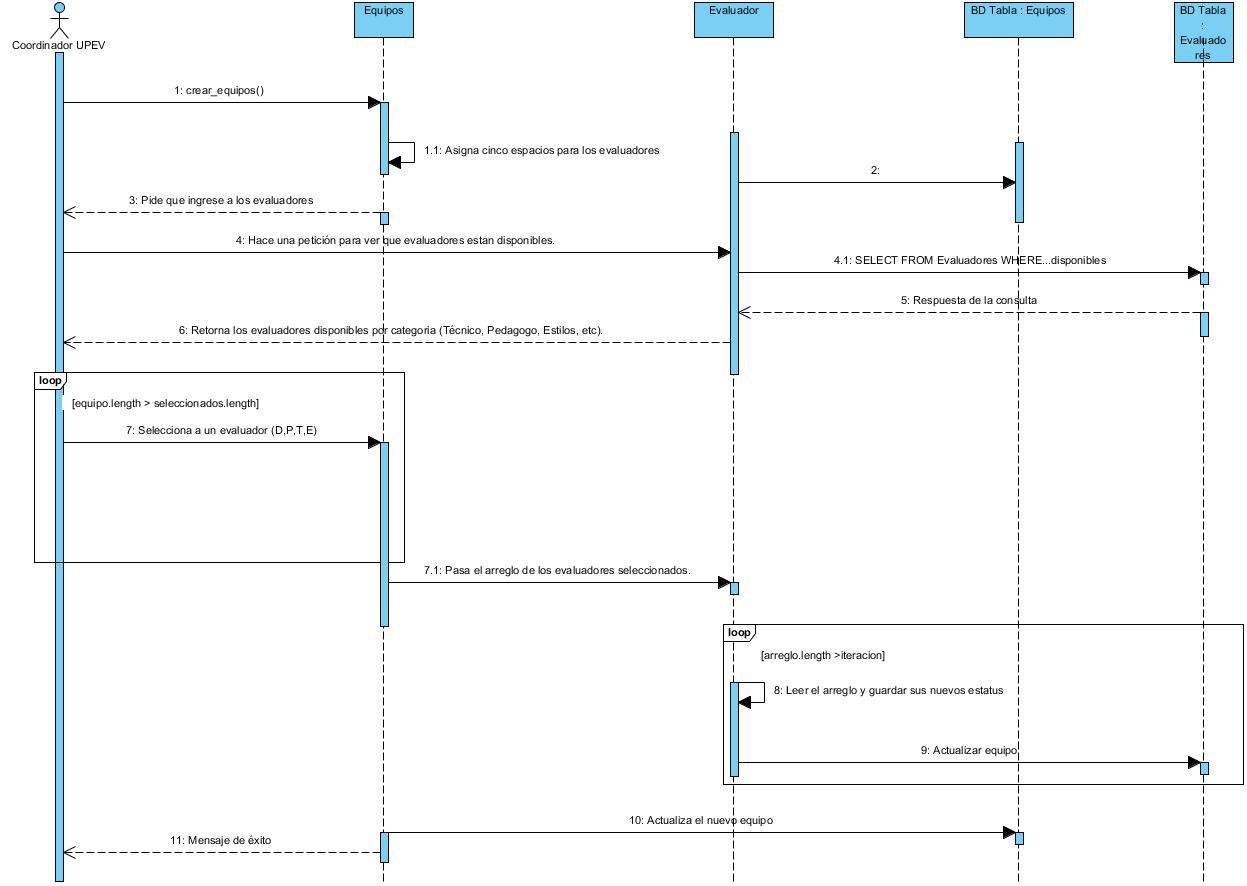 Coordinador UPEV
Equipos
Evaluador
BD Tabla : Equipos
BD Tabla
:
Evaluado
res
1: crear_equipos()
1.1: Asigna cinco espacios para los evaluadores
2:
3: Pide que ingrese a los evaluadores
4: Hace una petición para ver que evaluadores estan disponibles.
4.1: SELECT FROM Evaluadores WHERE...disponibles
5: Respuesta de la consulta
6: Retorna los evaluadores disponibles por categoria (Técnico, Pedagogo, Estilos, etc).
loop
[equipo.length > seleccionados.length]
7: Selecciona a un evaluador (D,P,T,E)
7.1: Pasa el arreglo de los evaluadores seleccionados.
loop
[arreglo.length >iteracion]
8: Leer el arreglo y guardar sus nuevos estatus
9: Actualizar equipo
10: Actualiza el nuevo equipo
11: Mensaje de éxito